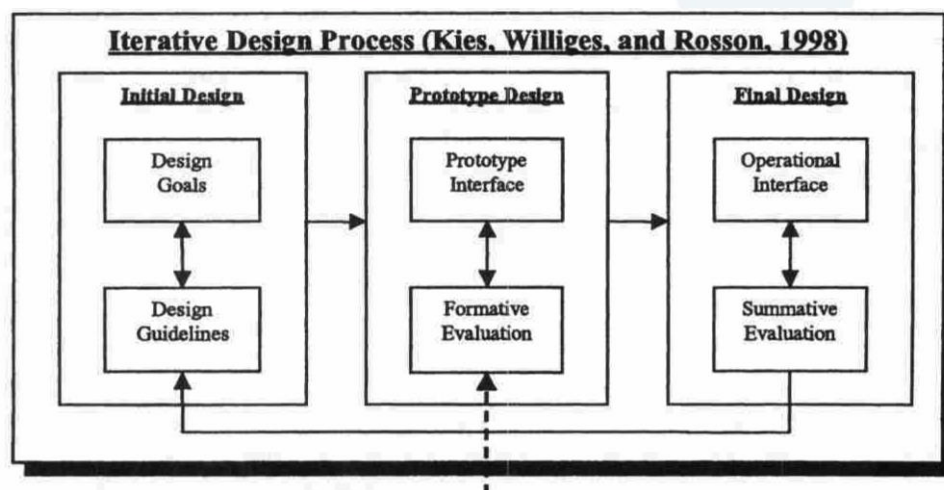 Iterative Design Process (Kies, Williges, and Rosson, 1998)
Initial Design
Design
Goals
Design
Guidelines
Prototype Design
Prototype
Interface
Formative
Evaluation
Final Design
Operational
Interface
Summative
Evaluation